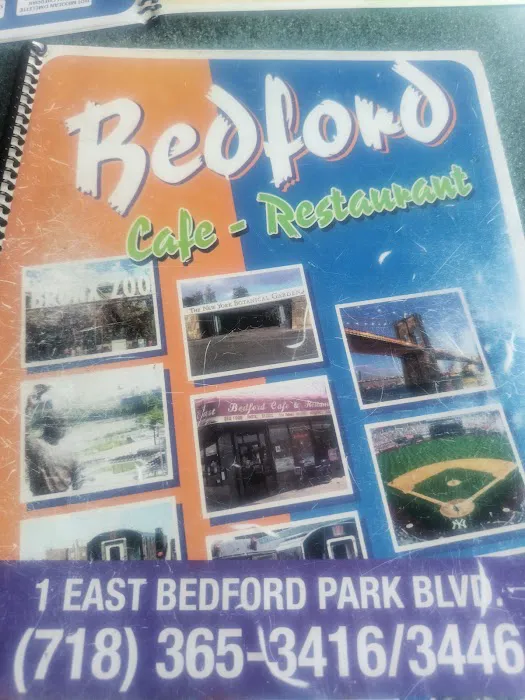 Bedford
Cafe - Restaurant
BRONX ZOO
THE NEW YORK BOTANICAL GARDEN
Bedford Cafe &
NY
1 EAST BEDFORD PARK BLVD.
(718) 365-3416/3446